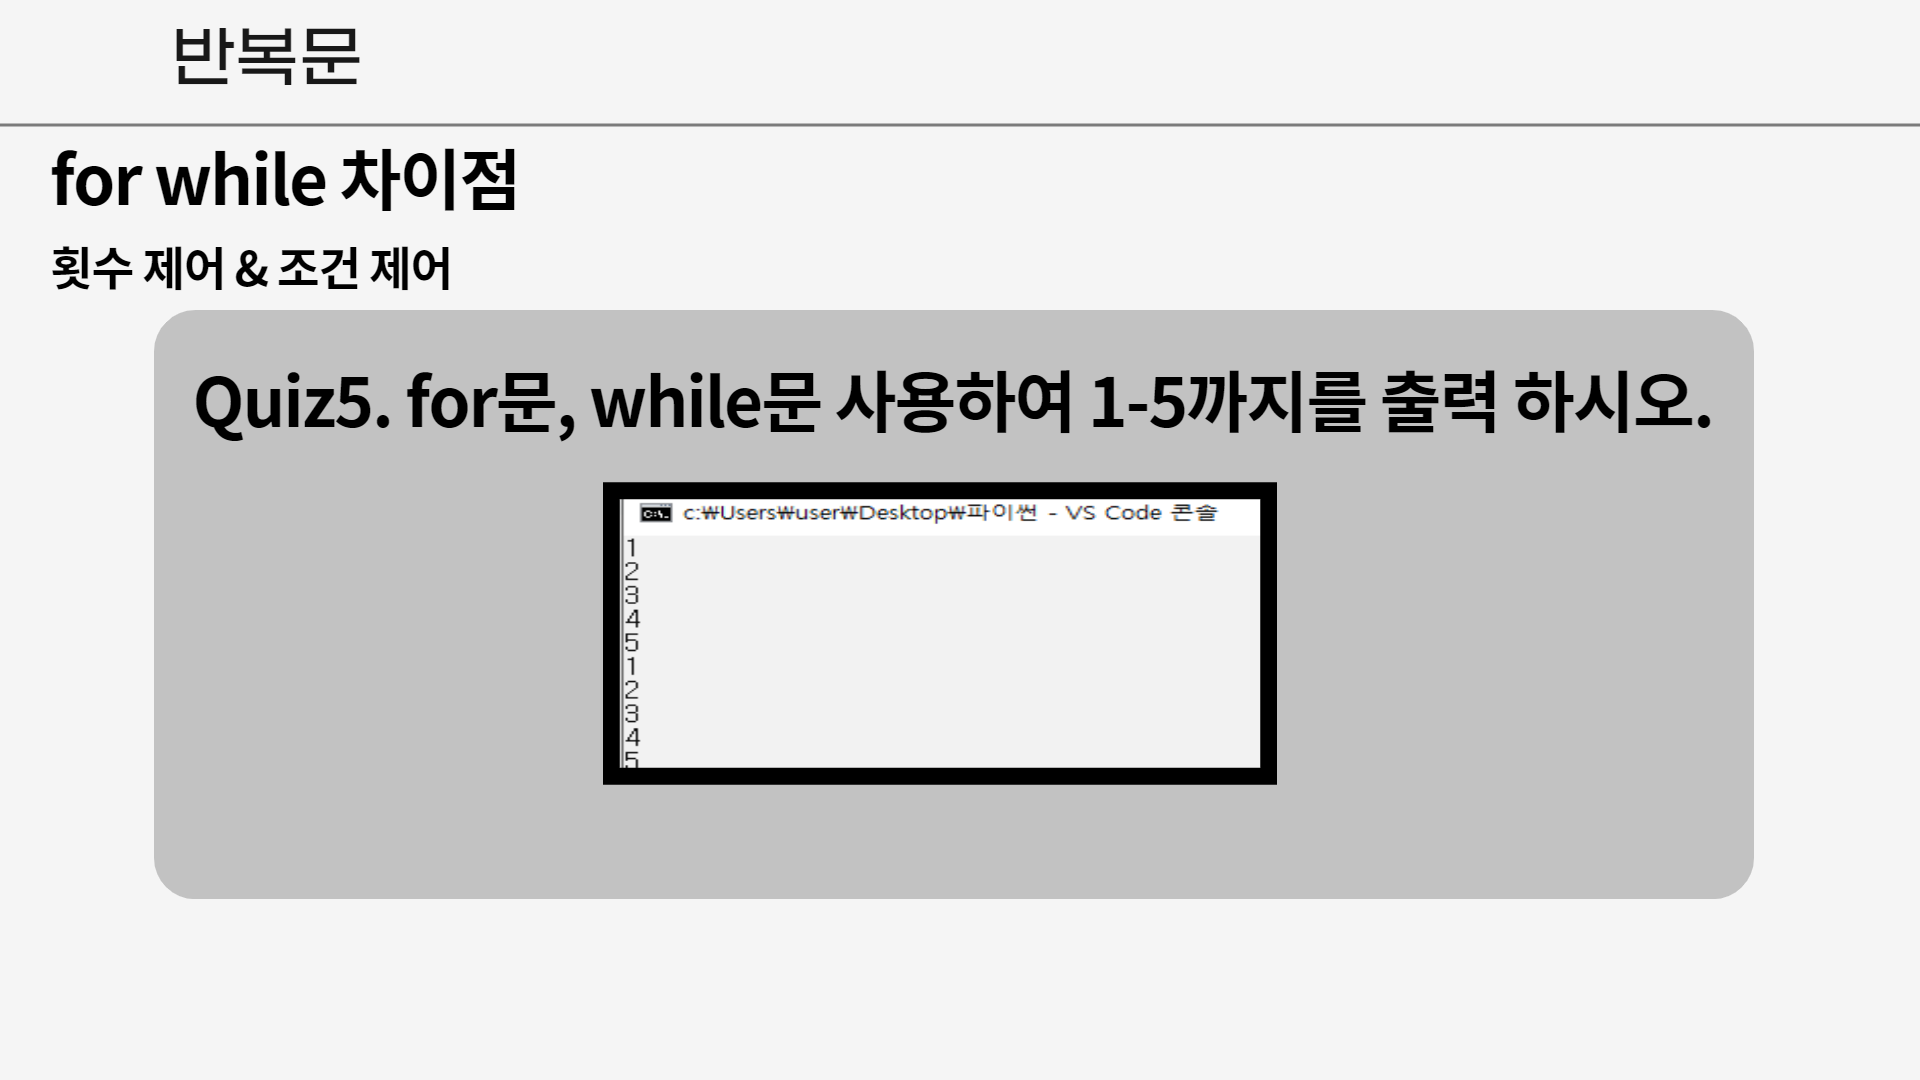 반복문
for while 차이점
횟수 제어 & 조건 제어
Quiz5. for문, while문 사용하여 1-5까지를 출력 하시오.
C:\. c:₩Users₩user₩Desktop₩파이썬 - VS Code 콘솔
1
2
3
4
5
1
2
3
4
5